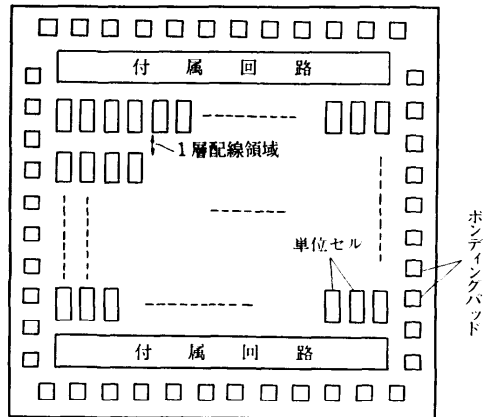 付属回路
1層配線領域
単位セル
ボンディングパッド
付属回路